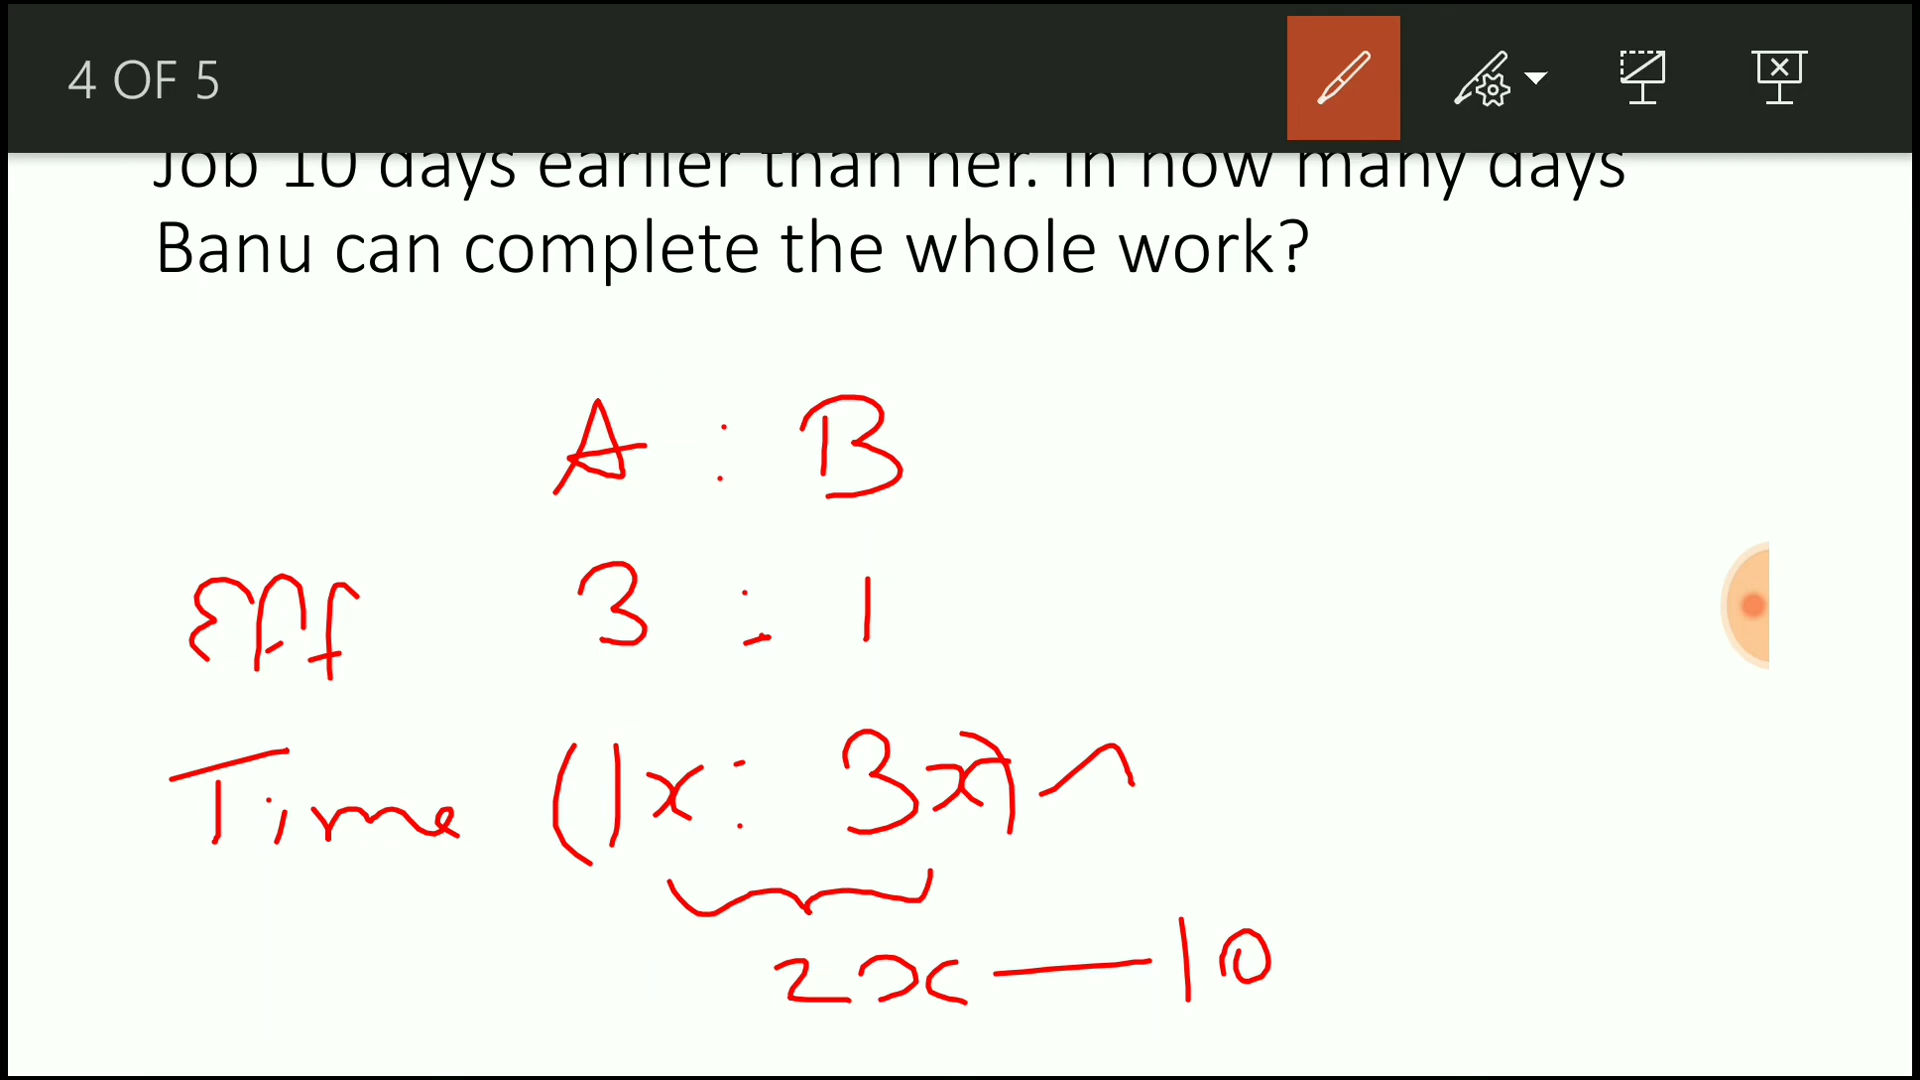 4 OF 5
Job 10 days earlier than her. In how many days
Banu can complete the whole work?
A : B
Eff 3 : 1
Time (1x : 3x)
2x — 10